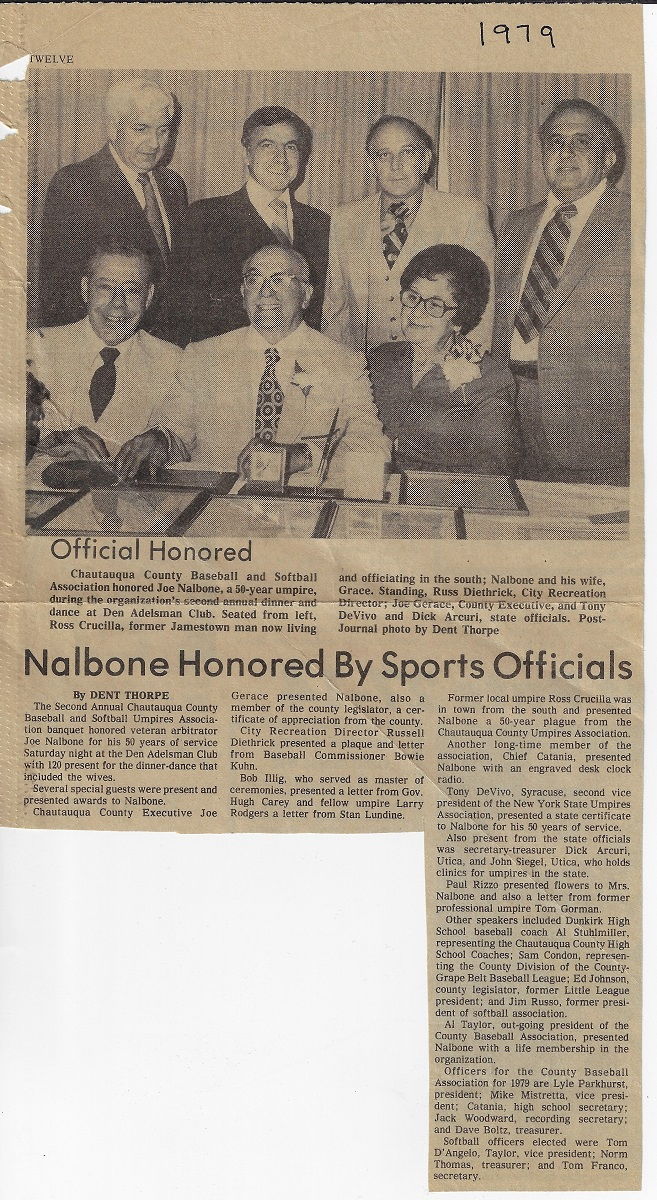 1979
TWELVE
Official Honored
Chautauqua County Baseball and Softball
Association honored Joe Nalbone, a 50-year umpire,
during the organization's second annual dinner and
dance at Den Adelsman Club. Seated from left,
Ross Crucilla, former Jamestown man now living
and officiating in the south; Nalbone and his wife,
Grace. Standing, Russ Diethrick, City Recreation
Director; Joe Gerace, County Executive, and Tony
DeVivo and Dick Arcuri, state officials. Post-
Journal photo by Dent Thorpe
Nalbone Honored By Sports Officials
By DENT THORPE
The Second Annual Chautauqua County
Baseball and Softball Umpires Associa-
tion banquet honored veteran arbitrator
Joe Nalbone for his 50 years of service
Saturday night at the Den Adelsman Club
with 120 present for the dinner-dance that
included the wives.
Several special guests were present and
presented awards to Nalbone.
Chautauqua County Executive Joe
Gerace presented Nalbone, also a
member of the county legislator, a cer-
tificate of appreciation from the county.
City Recreation Director Russell
Diethrick presented a plaque and letter
from Baseball Commissioner Bowie
Kuhn.
Bob Illig, who served as master of
ceremonies, presented a letter from Gov.
Hugh Carey and fellow umpire Larry
Rodgers a letter from Stan Lundine.
Former local umpire Ross Crucilla was
in town from the south and presented
Nalbone a 50-year plague from the
Chautauqua County Umpires Association.
Another long-time member of the
association, Chief Catania, presented
Nalbone with an engraved desk clock
radio.
Tony DeVivo, Syracuse, second vice
president of the New York State Umpires
Association, presented a state certificate
to Nalbone for his 50 years of service.
Also present from the state officials
was secretary-treasurer Dick Arcuri,
Utica, and John Siegel, Utica, who holds
clinics for umpires in the state.
Paul Rizzo presented flowers to Mrs.
Nalbone and also a letter from former
professional umpire Tom Gorman.
Other speakers included Dunkirk High
School baseball coach Al Stuhlmiller,
representing the Chautauqua County High
School Coaches; Sam Condon, represen-
ting the County Division of the County-
Grape Belt Baseball League; Ed Johnson,
county legislator, former Little League
president; and Jim Russo, former presi-
dent of softball association.
Al Taylor, out-going president of the
County Baseball Association, presented
Nalbone with a life membership in the
organization.
Officers for the County Baseball
Association for 1979 are Lyle Parkhurst,
president; Mike Mistretta, vice presi-
dent; Catania, high school secretary;
Jack Woodward, recording secretary;
and Dave Boltz, treasurer.
Softball officers elected were Tom
D'Angelo, Taylor, vice president; Norm
Thomas, treasurer; and Tom Franco,
secretary.